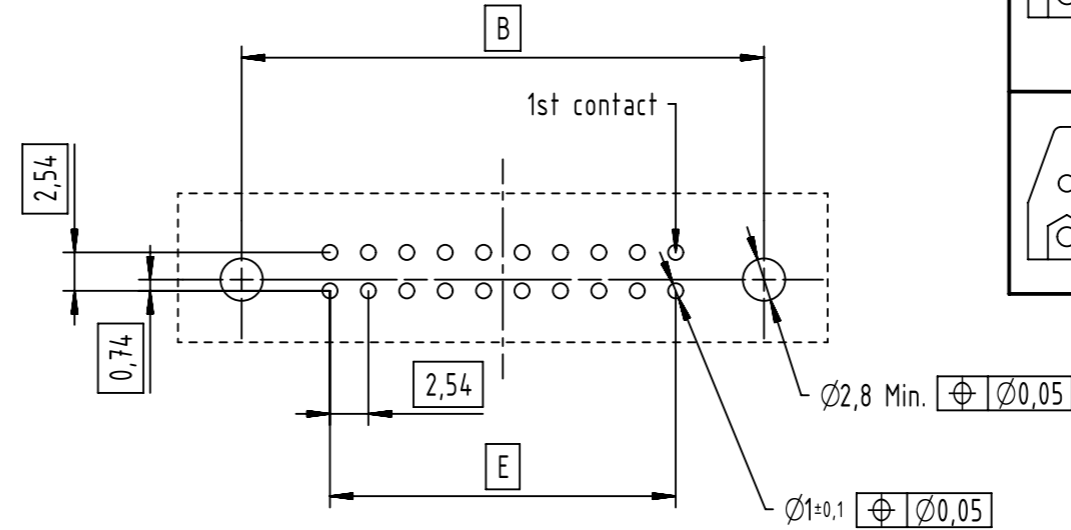 B
1st contact
2,54
0,74
2,54
Ø2,8 Min. ⌖ Ø0,05
E
Ø1±0,1 ⌖ Ø0,05